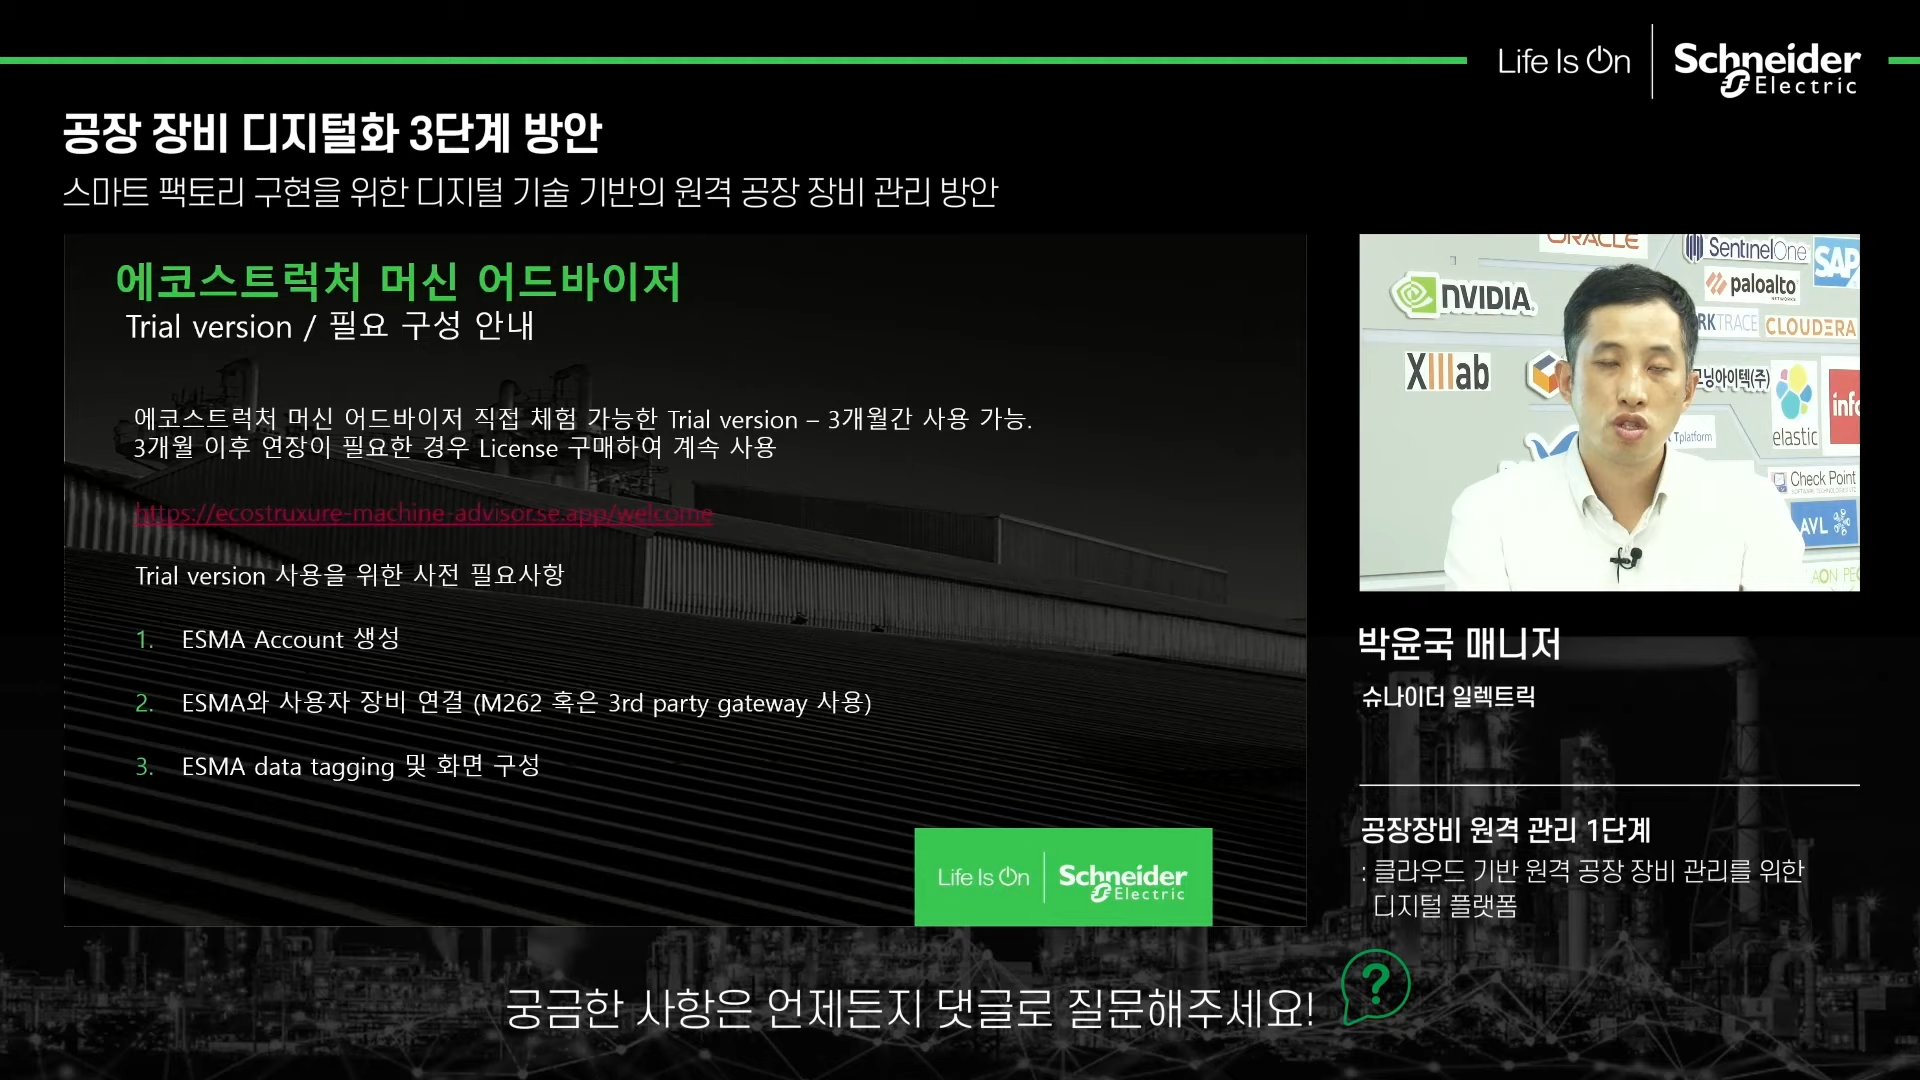 Life Is On
Schneider
Electric
공장 장비 디지털화 3단계 방안
스마트 팩토리 구현을 위한 디지털 기술 기반의 원격 공장 장비 관리 방안
에코스트럭처 머신 어드바이저
Trial version / 필요 구성 안내
에코스트럭처 머신 어드바이저 직접 체험 가능한 Trial version – 3개월간 사용 가능.
3개월 이후 연장이 필요한 경우 License 구매하여 계속 사용
https://ecostruxure-machine-advisor.se.app/welcome
Trial version 사용을 위한 사전 필요사항
1. ESMA Account 생성
2. ESMA와 사용자 장비 연결 (M262 혹은 3rd party gateway 사용)
3. ESMA data tagging 및 화면 구성
Life Is On
Schneider
Electric
ORACLE
SentinelOne
SAP
NVIDIA
paloalto
NETWORKS
CLOUDERA
XIIIab
elastic
Tplatform
Check Point
AVL
박윤국 매니저
슈나이더 일렉트릭
공장장비 원격 관리 1단계
: 클라우드 기반 원격 공장 장비 관리를 위한
디지털 플랫폼
궁금한 사항은 언제든지 댓글로 질문해주세요!
?